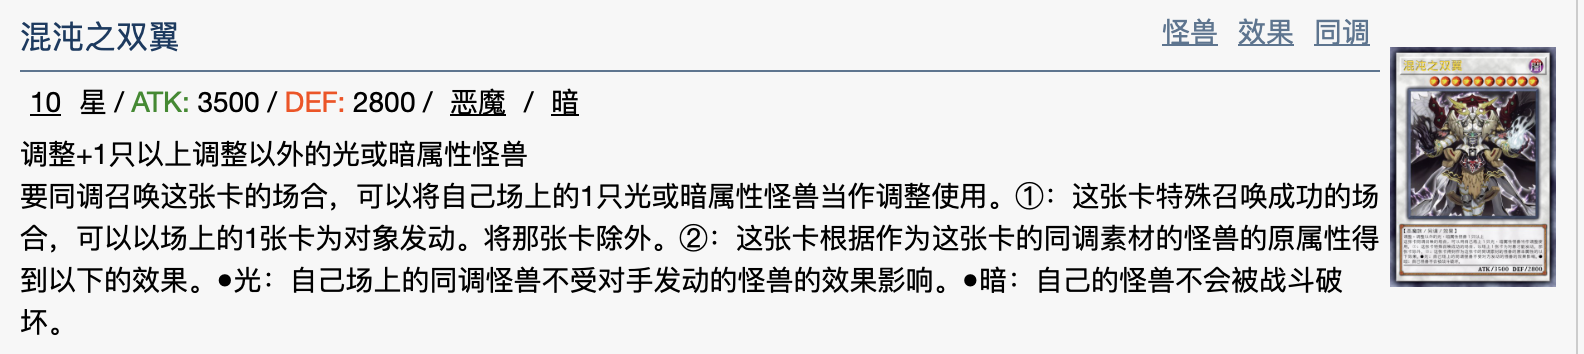 混沌之双翼
怪兽 效果 同调
10 星 / ATK: 3500 / DEF: 2800 / 恶魔 / 暗
调整+1只以上调整以外的光或暗属性怪兽
要同调召唤这张卡的场合，可以将自己场上的1只光或暗属性怪兽当作调整使用。①：这张卡特殊召唤成功的场
合，可以以场上的1张卡为对象发动。将那张卡除外。②：这张卡根据作为这张卡的同调素材的怪兽的原属性得
到以下的效果。●光：自己场上的同调怪兽不受对手发动的怪兽的效果影响。●暗：自己的怪兽不会被战斗破
坏。
混沌之双翼
闇
ATK/3500 DEF/2800